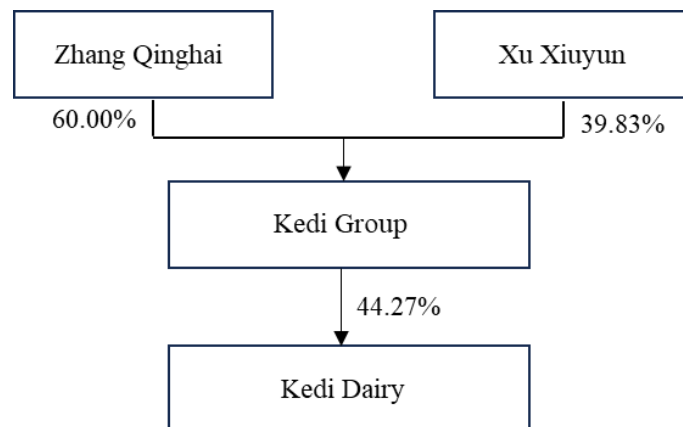 Zhang Qinghai
Xu Xiuyun
60.00%
39.83%
Kedi Group
44.27%
Kedi Dairy